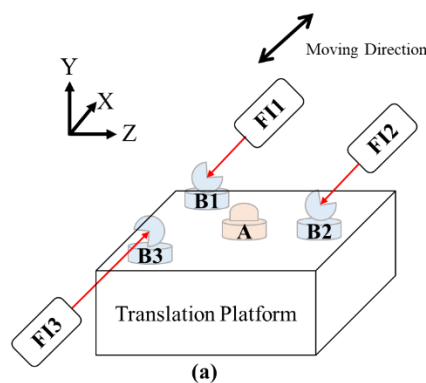 Moving Direction
Y
X
Z
FI1
FI2
B1
A
B2
B3
FI3
Translation Platform
(a)